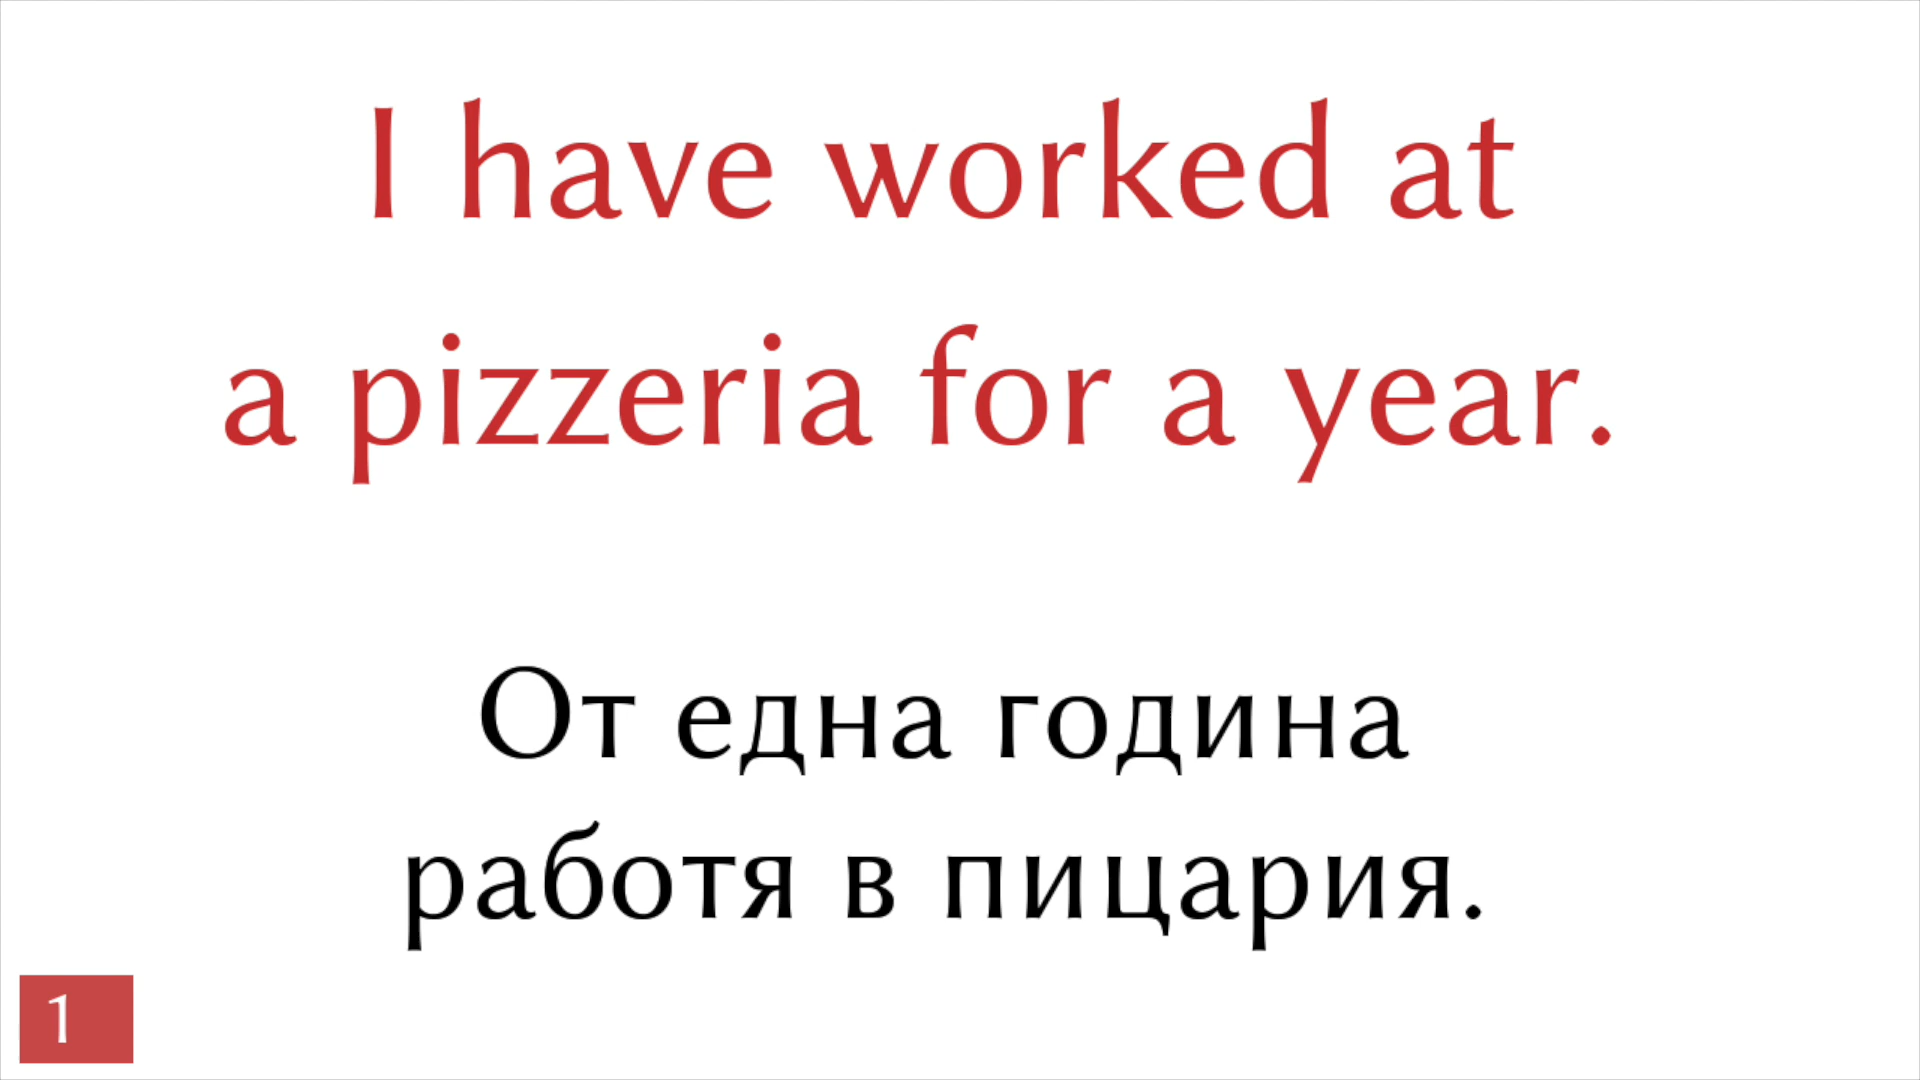 I have worked at
a pizzeria for a year.
От една година
работя в пицария.
1